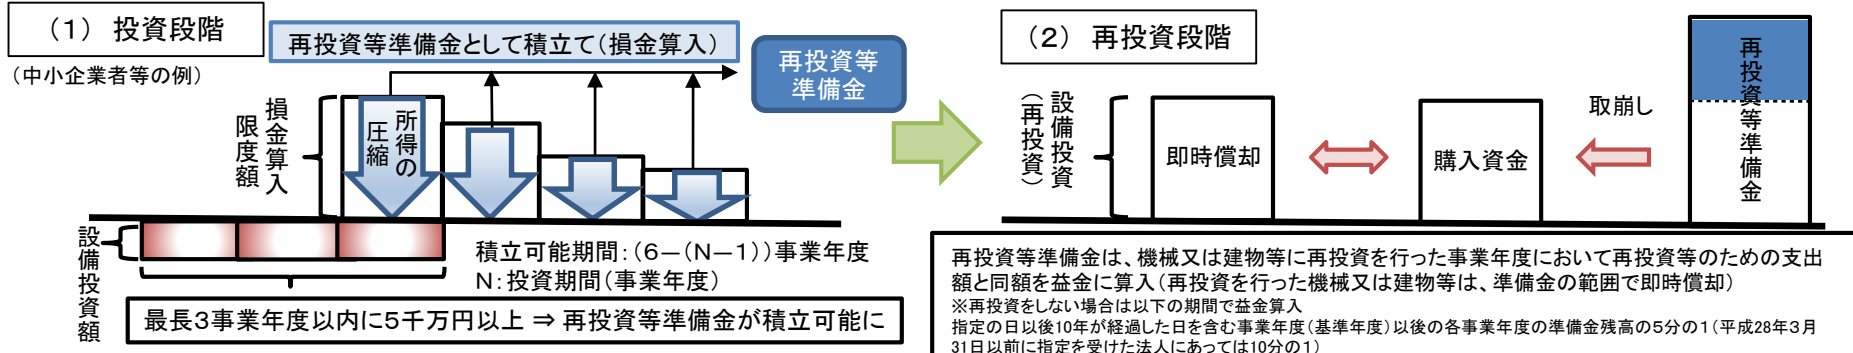 （1） 投資段階
（中小企業者等の例）
再投資等準備金として積立て（損金算入）
再投資等
準備金
損金算入
限度額
所得の
圧縮
設備投資額
積立可能期間：（6－（N－1））事業年度
N：投資期間（事業年度）
最長3事業年度以内に5千万円以上 ⇒ 再投資等準備金が積立可能に
（2） 再投資段階
設備投資
（再投資）
即時償却
購入資金
取崩し
再投資等準備金
再投資等準備金は、機械又は建物等に再投資を行った事業年度において再投資等のための支出
額と同額を益金に算入（再投資を行った機械又は建物等は、準備金の範囲で即時償却）
※再投資をしない場合は以下の期間で益金算入
指定の日以後10年が経過した日を含む事業年度（基準年度）以後の各事業年度の準備金残高の5分の1（平成28年3月
31日以前に指定を受けた法人にあっては10分の1）